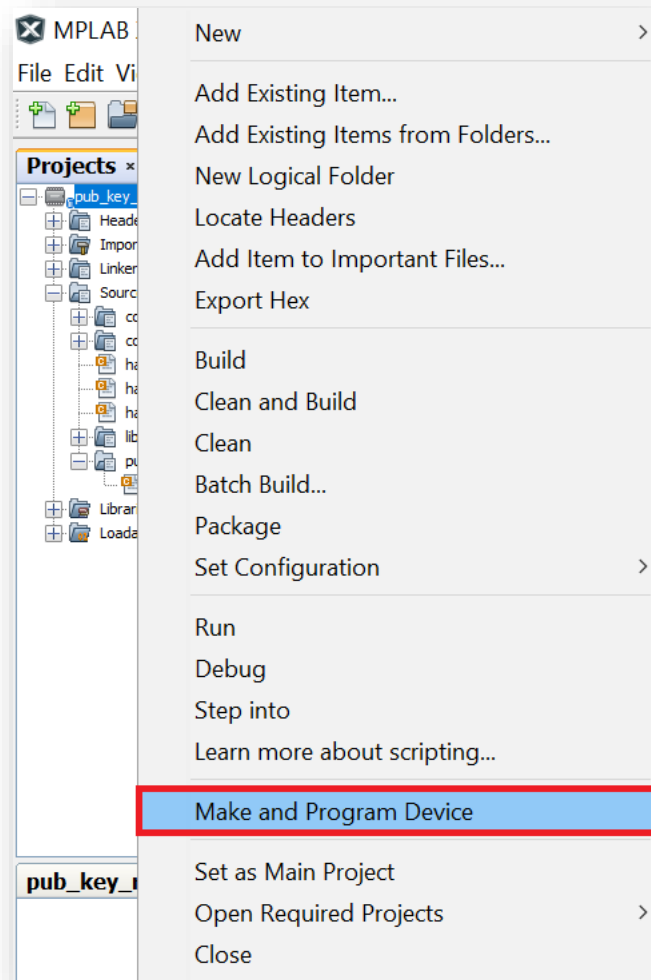 MPLAB
File Edit Vi
Projects ×
pub_key_
Heade
Impor
Linker
Sourc
co
co
ha
ha
ha
lib
pu
Librar
Loada
pub_key_r
New
Add Existing Item...
Add Existing Items from Folders...
New Logical Folder
Locate Headers
Add Item to Important Files...
Export Hex
Build
Clean and Build
Clean
Batch Build...
Package
Set Configuration
Run
Debug
Step into
Learn more about scripting...
Make and Program Device
Set as Main Project
Open Required Projects
Close